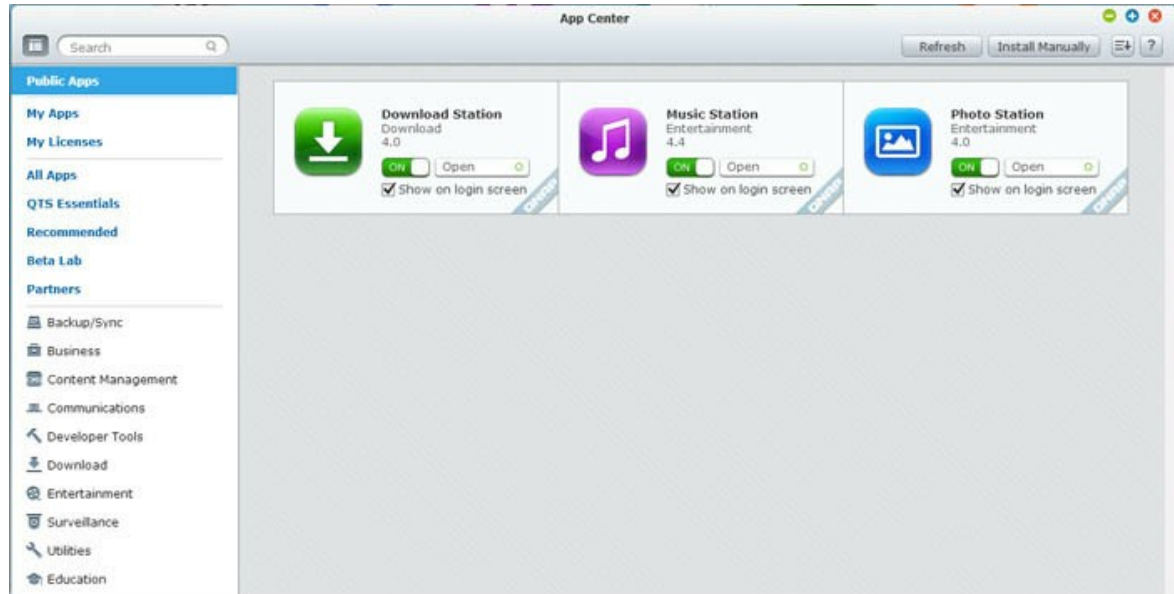 App Center
Search
Refresh
Install Manually
?
Public Apps
My Apps
My Licenses
All Apps
QTS Essentials
Recommended
Beta Lab
Partners
Backup/Sync
Business
Content Management
Communications
Developer Tools
Download
Entertainment
Surveillance
Utilities
Education
Download Station
Download
4.0
ON
Open
Show on login screen
QNAP
Music Station
Entertainment
4.4
ON
Open
Show on login screen
QNAP
Photo Station
Entertainment
4.0
ON
Open
Show on login screen
QNAP